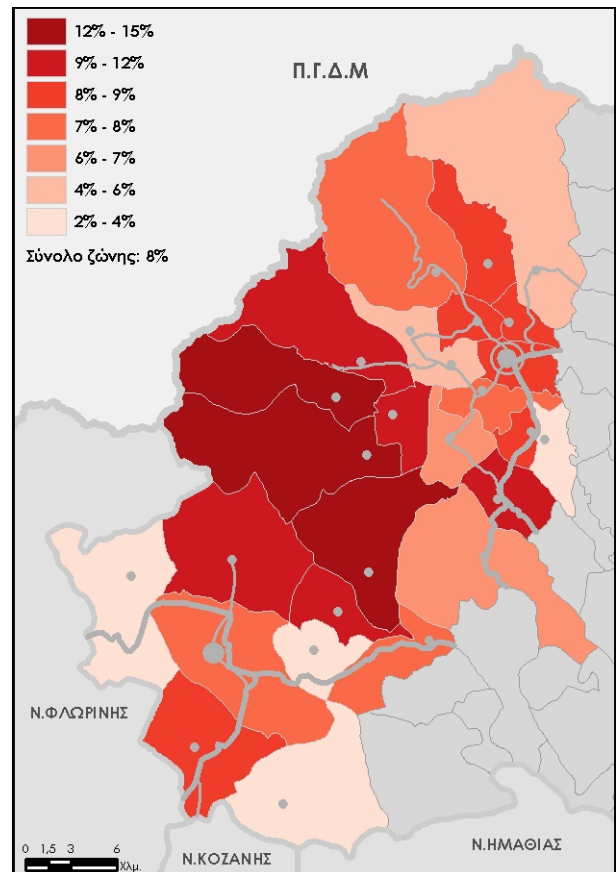 12% - 15%
9% - 12%
8% - 9%
7% - 8%
6% - 7%
4% - 6%
2% - 4%
Σύνολο ζώνης: 8%
Π.Γ.Δ.Μ
Ν.ΦΛΩΡΙΝΗΣ
Ν.ΚΟΖΑΝΗΣ
Ν.ΗΜΑΘΙΑΣ
0 1,5 3 6
Χλμ.